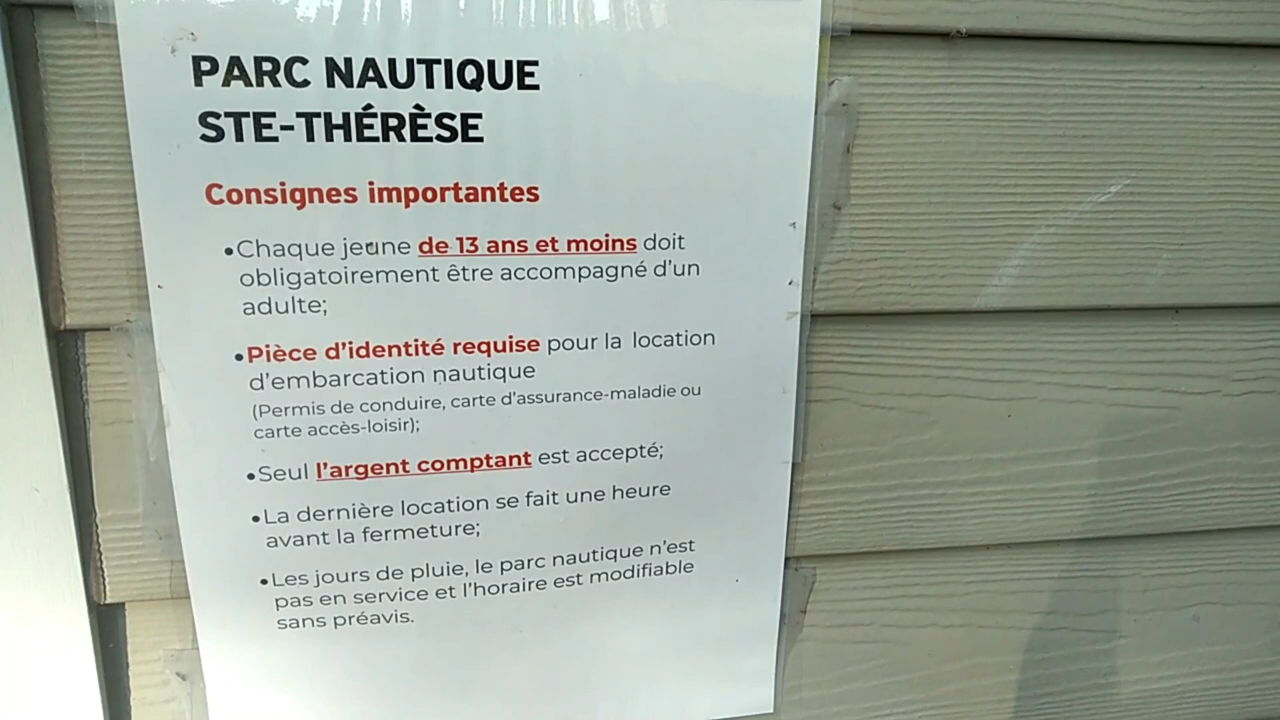 PARC NAUTIQUE
STE-THÉRÈSE
Consignes importantes
•Chaque jeune de 13 ans et moins doit
obligatoirement être accompagné d'un
adulte;
•Pièce d'identité requise pour la location
d'embarcation nautique
(Permis de conduire, carte d'assurance-maladie ou
carte accès-loisir);
•Seul l'argent comptant est accepté;
•La dernière location se fait une heure
avant la fermeture;
•Les jours de pluie, le parc nautique n'est
pas en service et l'horaire est modifiable
sans préavis.